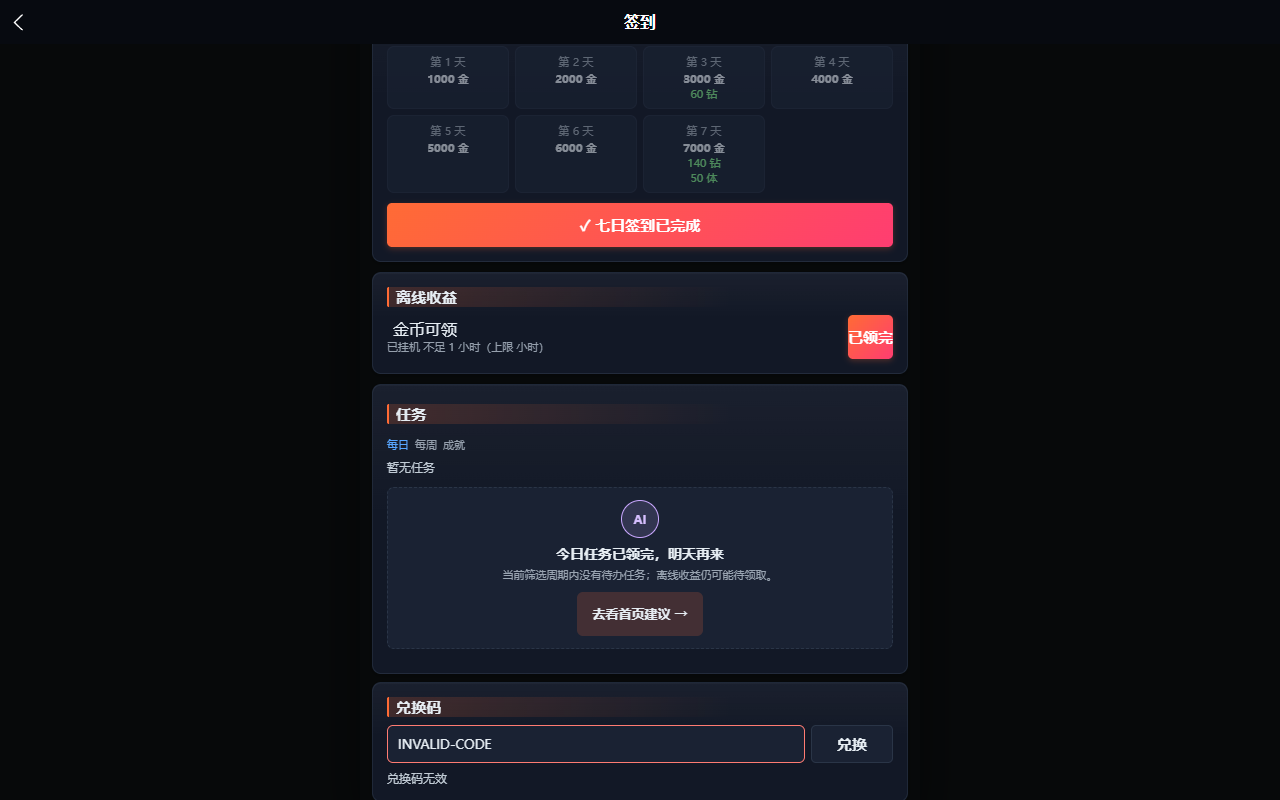 签到
第 1 天
1000 金
第 2 天
2000 金
第 3 天
3000 金
60 钻
第 4 天
4000 金
第 5 天
5000 金
第 6 天
6000 金
第 7 天
7000 金
140 钻
50 体
✓ 七日签到已完成
离线收益
金币可领
已挂机 不足 1 小时（上限 小时）
已领完
任务
每日 每周 成就
暂无任务
AI
今日任务已领完，明天再来
当前筛选周期内没有待办任务；离线收益仍可能待领取。
去看首页建议 →
兑换码
INVALID-CODE
兑换
兑换码无效